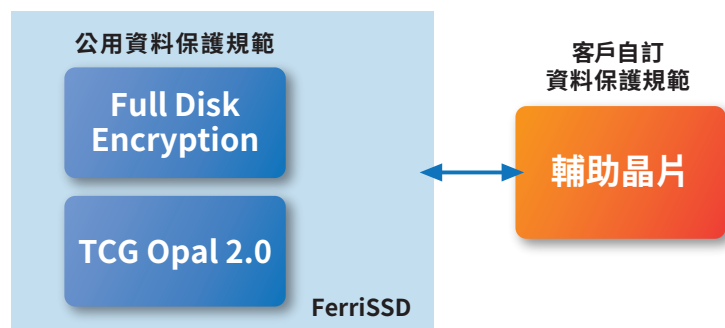 公用資料保護規範
Full Disk
Encryption
TCG Opal 2.0
FerriSSD
客戶自訂
資料保護規範
輔助晶片